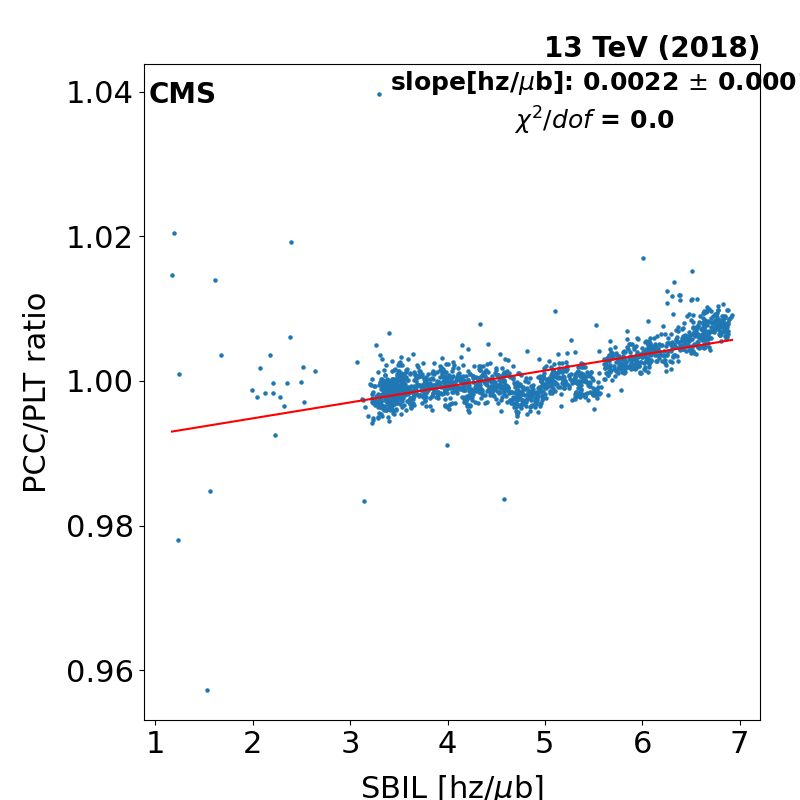 13 TeV (2018)
CMS
slope[hz/μb]: 0.0022 ± 0.000
χ²/dof = 0.0
1.04
1.02
1.00
0.98
0.96
PCC/PLT ratio
1 2 3 4 5 6 7
SBIL [hz/μb]